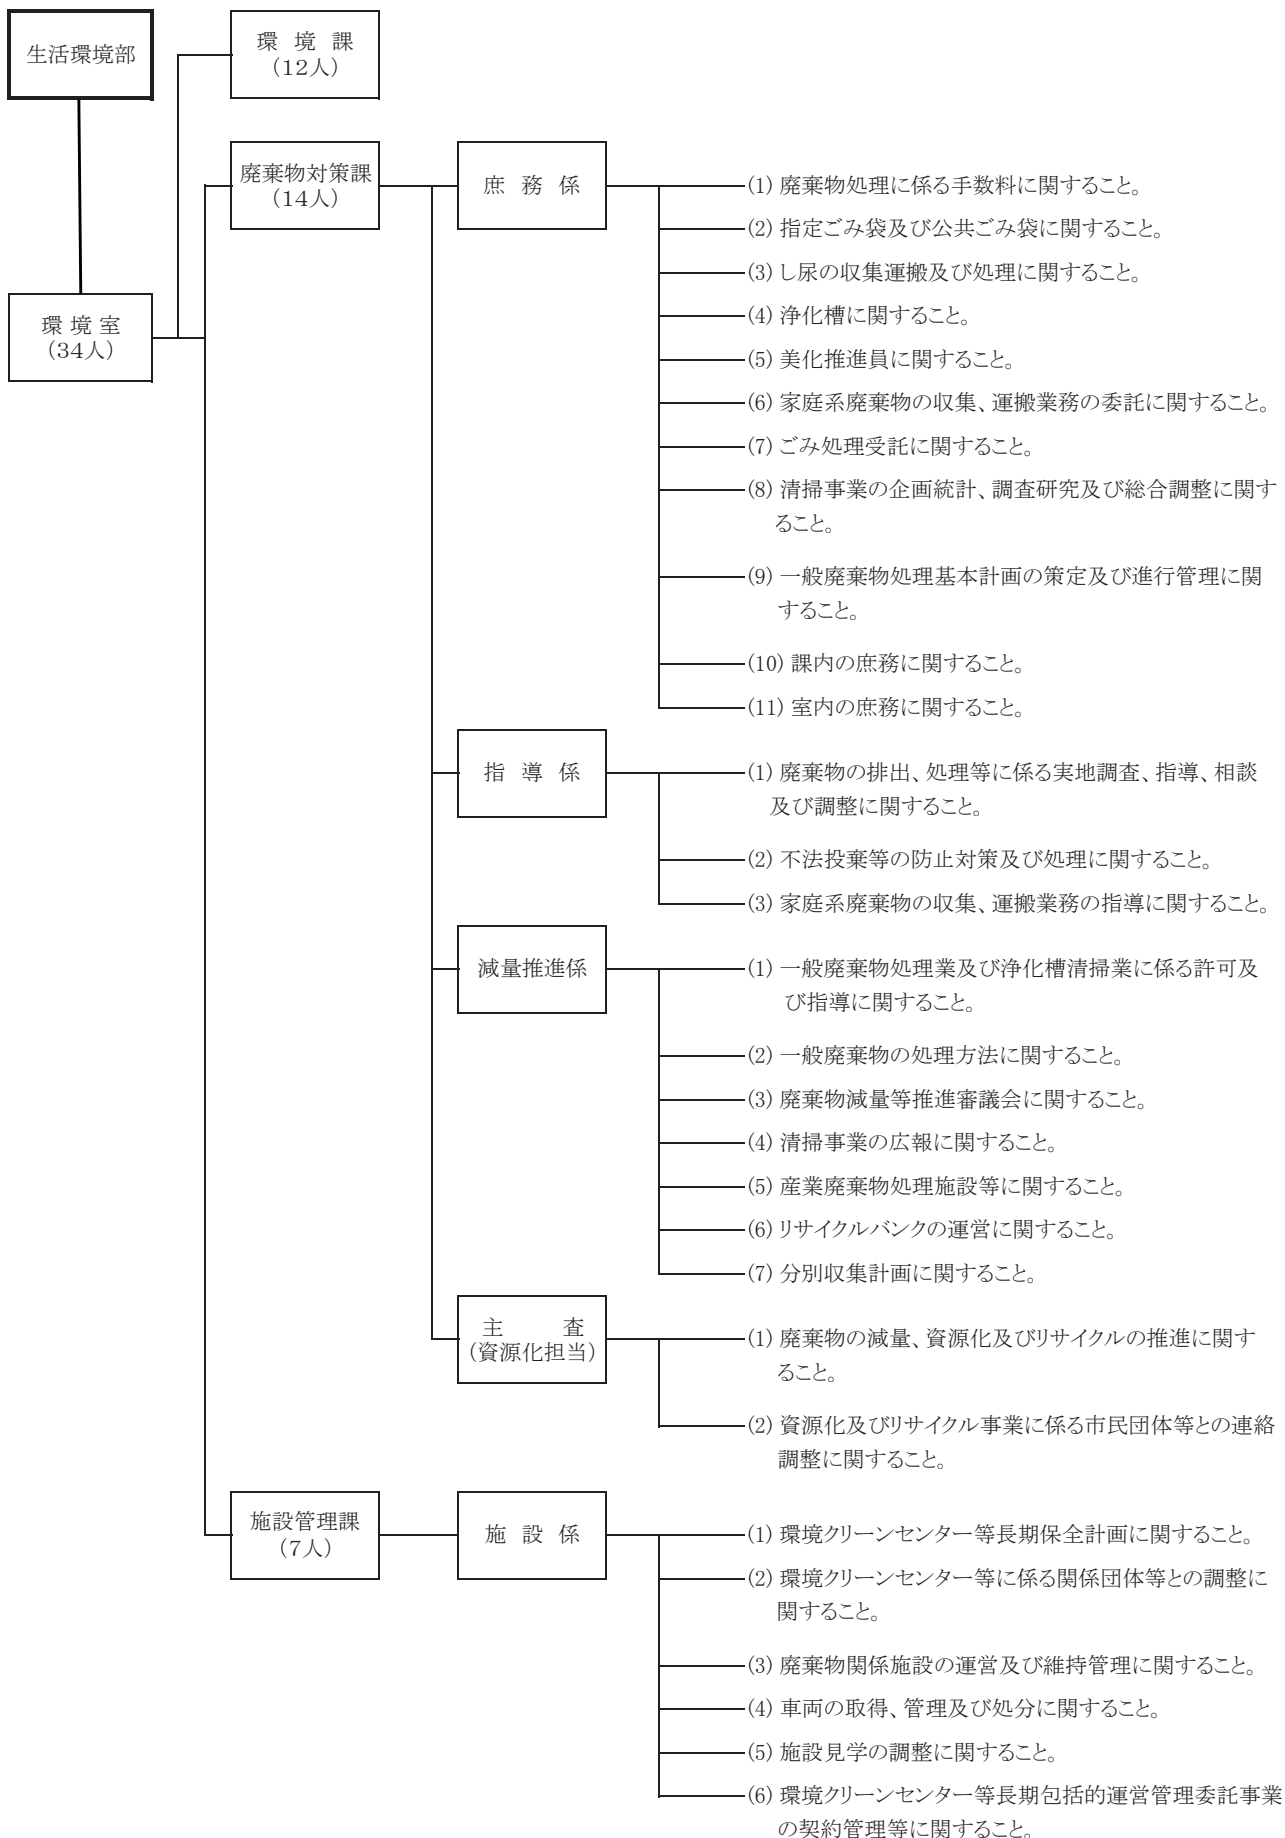 生活環境部
環境課
(12人)
廃棄物対策課
(14人)
環境室
(34人)
庶務係
(1) 廃棄物処理に係る手数料に関すること。
(2) 指定ごみ袋及び公共ごみ袋に関すること。
(3) し尿の収集運搬及び処理に関すること。
(4) 浄化槽に関すること。
(5) 美化推進員に関すること。
(6) 家庭系廃棄物の収集、運搬業務の委託に関すること。
(7) ごみ処理受託に関すること。
(8) 清掃事業の企画統計、調査研究及び総合調整に関す
ること。
(9) 一般廃棄物処理基本計画の策定及び進行管理に関
すること。
(10) 課内の庶務に関すること。
(11) 室内の庶務に関すること。
指導係
(1) 廃棄物の排出、処理等に係る実地調査、指導、相談
及び調整に関すること。
(2) 不法投棄等の防止対策及び処理に関すること。
(3) 家庭系廃棄物の収集、運搬業務の指導に関すること。
減量推進係
(1) 一般廃棄物処理業及び浄化槽清掃業に係る許可及
び指導に関すること。
(2) 一般廃棄物の処理方法に関すること。
(3) 廃棄物減量等推進審議会に関すること。
(4) 清掃事業の広報に関すること。
(5) 産業廃棄物処理施設等に関すること。
(6) リサイクルバンクの運営に関すること。
(7) 分別収集計画に関すること。
主査
(資源化担当)
(1) 廃棄物の減量、資源化及びリサイクルの推進に関す
ること。
(2) 資源化及びリサイクル事業に係る市民団体等との連絡
調整に関すること。
施設管理課
(7人)
施設係
(1) 環境クリーンセンター等長期保全計画に関すること。
(2) 環境クリーンセンター等に係る関係団体等との調整に
関すること。
(3) 廃棄物関係施設の運営及び維持管理に関すること。
(4) 車両の取得、管理及び処分に関すること。
(5) 施設見学の調整に関すること。
(6) 環境クリーンセンター等長期包括的運営管理委託事業
の契約管理等に関すること。